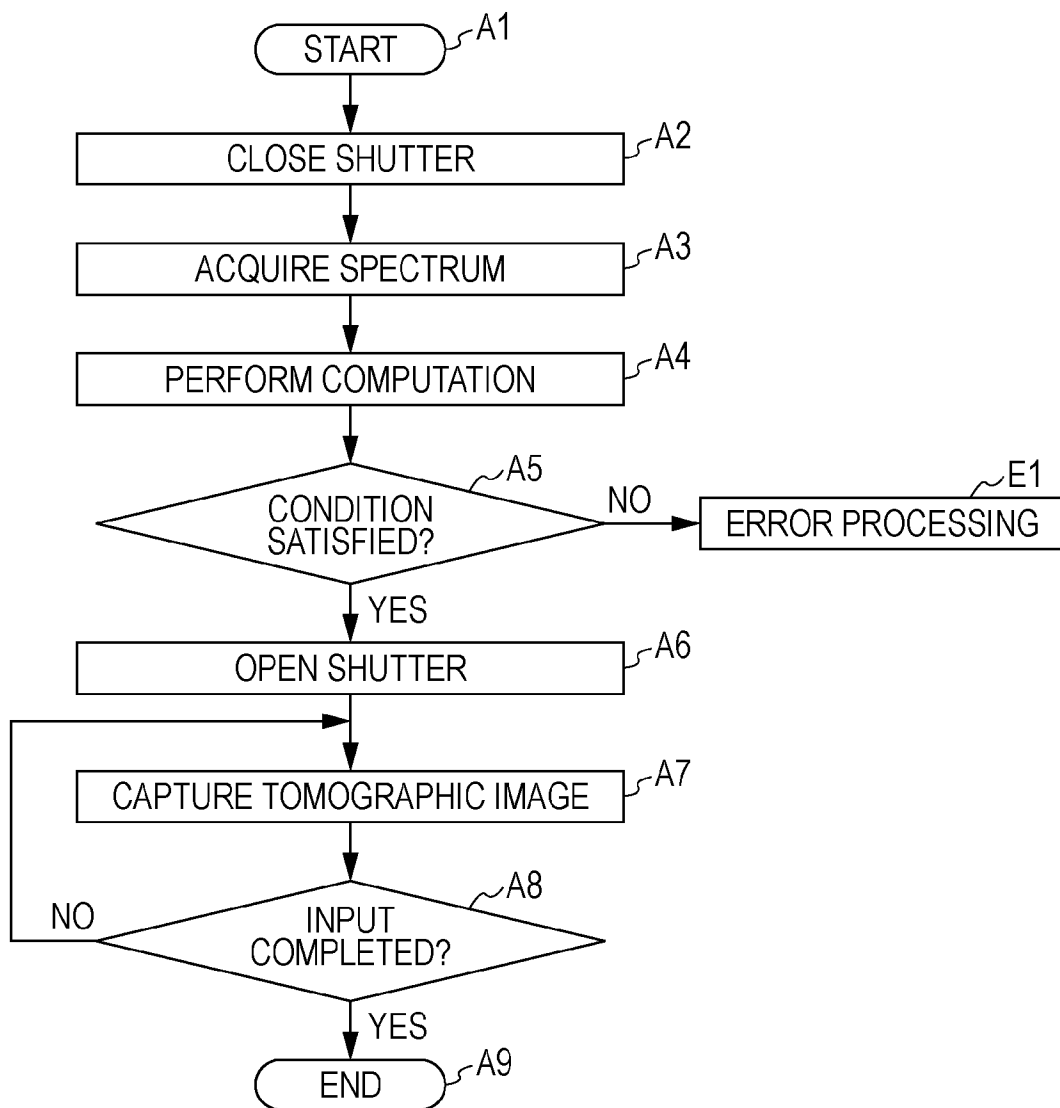 START
A1
CLOSE SHUTTER
A2
ACQUIRE SPECTRUM
A3
PERFORM COMPUTATION
A4
CONDITION
SATISFIED?
A5
NO
ERROR PROCESSING
E1
YES
OPEN SHUTTER
A6
CAPTURE TOMOGRAPHIC IMAGE
A7
INPUT
COMPLETED?
A8
NO
YES
END
A9